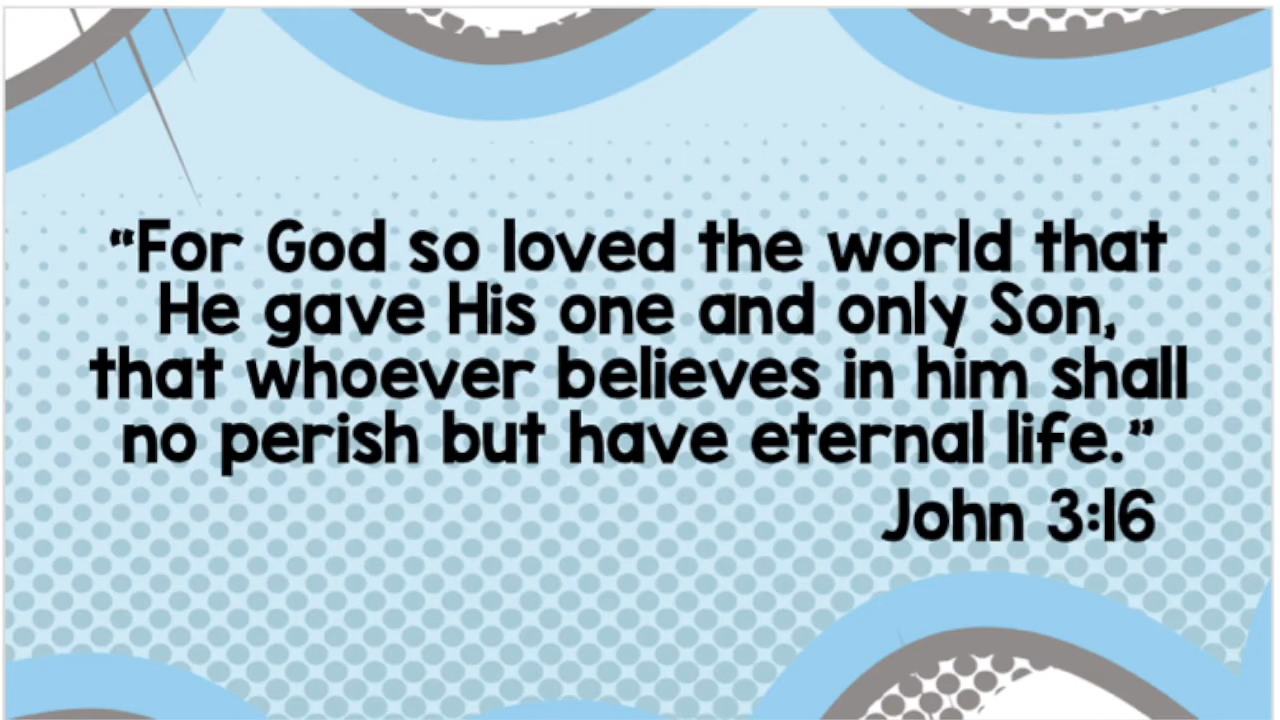 “For God so loved the world that
He gave His one and only Son,
that whoever believes in him shall
no perish but have eternal life.”
John 3:16